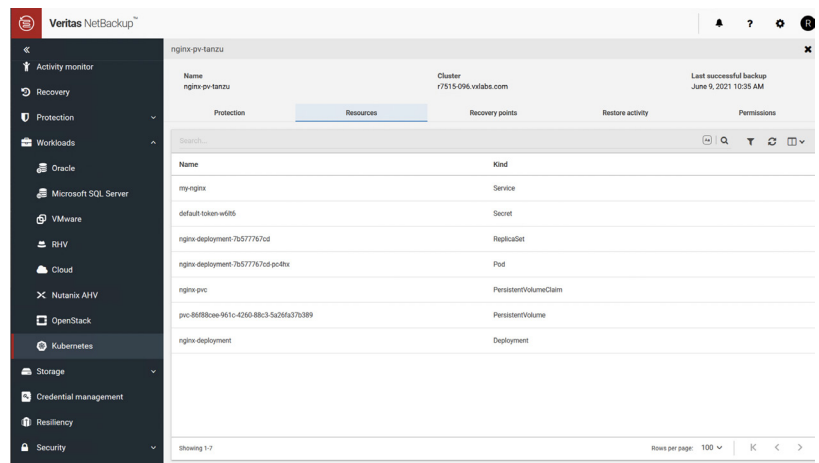 Veritas NetBackup™
?
R
«
Activity monitor
Recovery
Protection
Workloads
Oracle
Microsoft SQL Server
VMware
RHV
Cloud
Nutanix AHV
OpenStack
Kubernetes
Storage
Credential management
Resiliency
Security
nginx-pv-tanzu
Name Cluster Last successful backup
nginx-pv-tanzu r7515-096.vxlabs.com June 9, 2021 10:35 AM
Protection Resources Recovery points Restore activity Permissions
Search...
Name Kind
my-nginx Service
default-token-w6lt6 Secret
nginx-deployment-7b577767cd ReplicaSet
nginx-deployment-7b577767cd-pc4hx Pod
nginx-pvc PersistentVolumeClaim
pvc-86f88cee-961c-4260-88c3-5a26fa37b389 PersistentVolume
nginx-deployment Deployment
Showing 1-7 Rows per page: 100